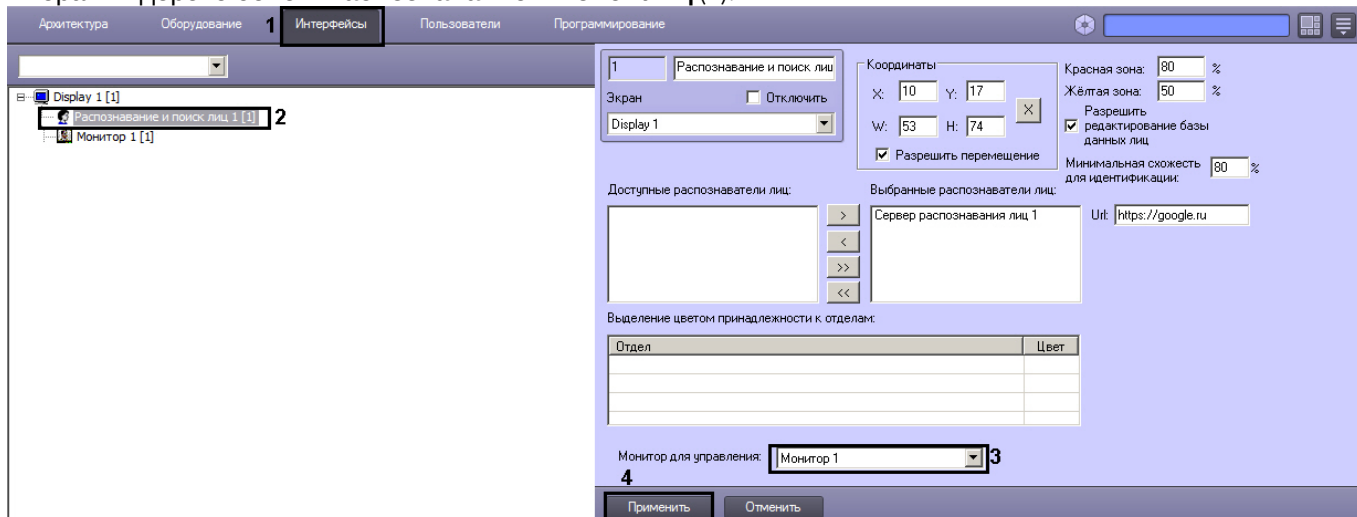 Архитектура Оборудование 1 Интерфейсы Пользователи Программирование
Display 1 [1]
Распознавание и поиск лиц 1 [1] 2
Монитор 1 [1]
1 Распознавание и поиск лиц
Экран Отключить
Display 1
Координаты
X: 10 Y: 17
X
W: 53 H: 74
Разрешить перемещение
Красная зона: 80 %
Жёлтая зона: 50 %
Разрешить
редактирование базы
данных лиц
Минимальная схожесть
для идентификации: 80 %
Доступные распознаватели лиц:
Выбранные распознаватели лиц:
>
<
>>
<<
Сервер распознавания лиц 1
Url: https://google.ru
Выделение цветом принадлежности к отделам:
Отдел Цвет
Монитор для управления: Монитор 1 3
4
Применить Отменить